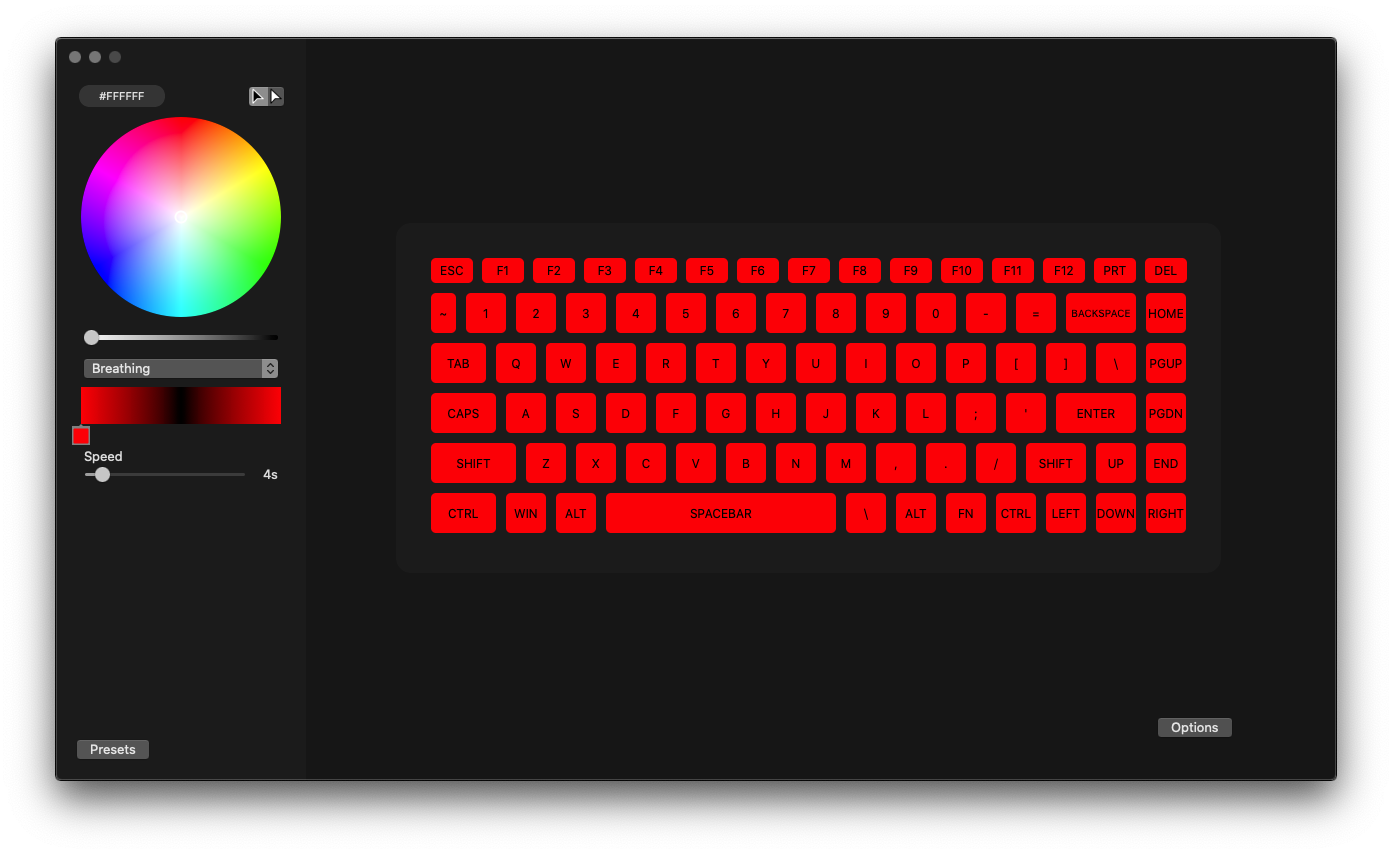 #FFFFFF
Breathing
Speed
4s
Presets
ESC F1 F2 F3 F4 F5 F6 F7 F8 F9 F10 F11 F12 PRT DEL
~ 1 2 3 4 5 6 7 8 9 0 - = BACKSPACE HOME
TAB Q W E R T Y U I O P [ ] \ PGUP
CAPS A S D F G H J K L ; ' ENTER PGDN
SHIFT Z X C V B N M , . / SHIFT UP END
CTRL WIN ALT SPACEBAR \ ALT FN CTRL LEFT DOWN RIGHT
Options